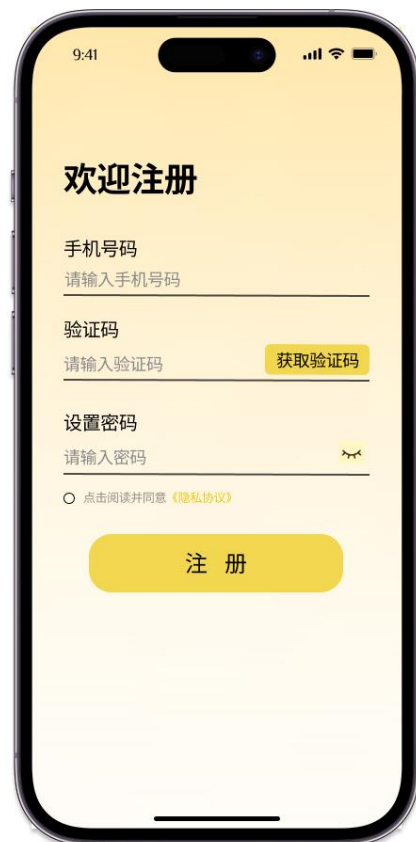 9:41
欢迎注册
手机号码
请输入手机号码
验证码
请输入验证码 获取验证码
设置密码
请输入密码
点击阅读并同意《隐私协议》
注 册